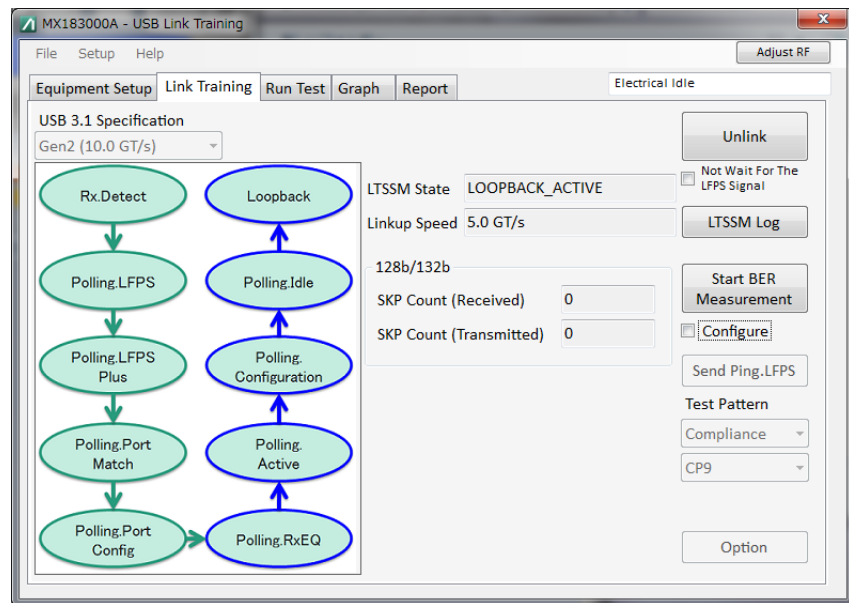 MX183000A - USB Link Training
File Setup Help
Adjust RF
Equipment Setup Link Training Run Test Graph Report
Electrical Idle
USB 3.1 Specification
Gen2 (10.0 GT/s)
Rx.Detect
Polling.LFPS
Polling.LFPS
Plus
Polling.Port
Match
Polling.Port
Config
Loopback
Polling.Idle
Polling.
Configuration
Polling.
Active
Polling.RxEQ
LTSSM State LOOPBACK_ACTIVE
Linkup Speed 5.0 GT/s
128b/132b
SKP Count (Received) 0
SKP Count (Transmitted) 0
Unlink
Not Wait For The
LFPS Signal
LTSSM Log
Start BER
Measurement
Configure
Send Ping.LFPS
Test Pattern
Compliance
CP9
Option